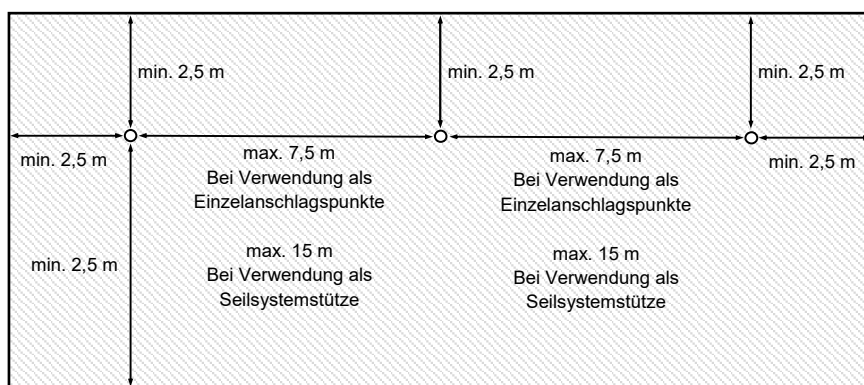 min. 2,5 m
min. 2,5 m
min. 2,5 m
min. 2,5 m
max. 7,5 m
Bei Verwendung als
Einzelanschlagspunkte
max. 7,5 m
Bei Verwendung als
Einzelanschlagspunkte
min. 2,5 m
min. 2,5 m
max. 15 m
Bei Verwendung als
Seilsystemstütze
max. 15 m
Bei Verwendung als
Seilsystemstütze